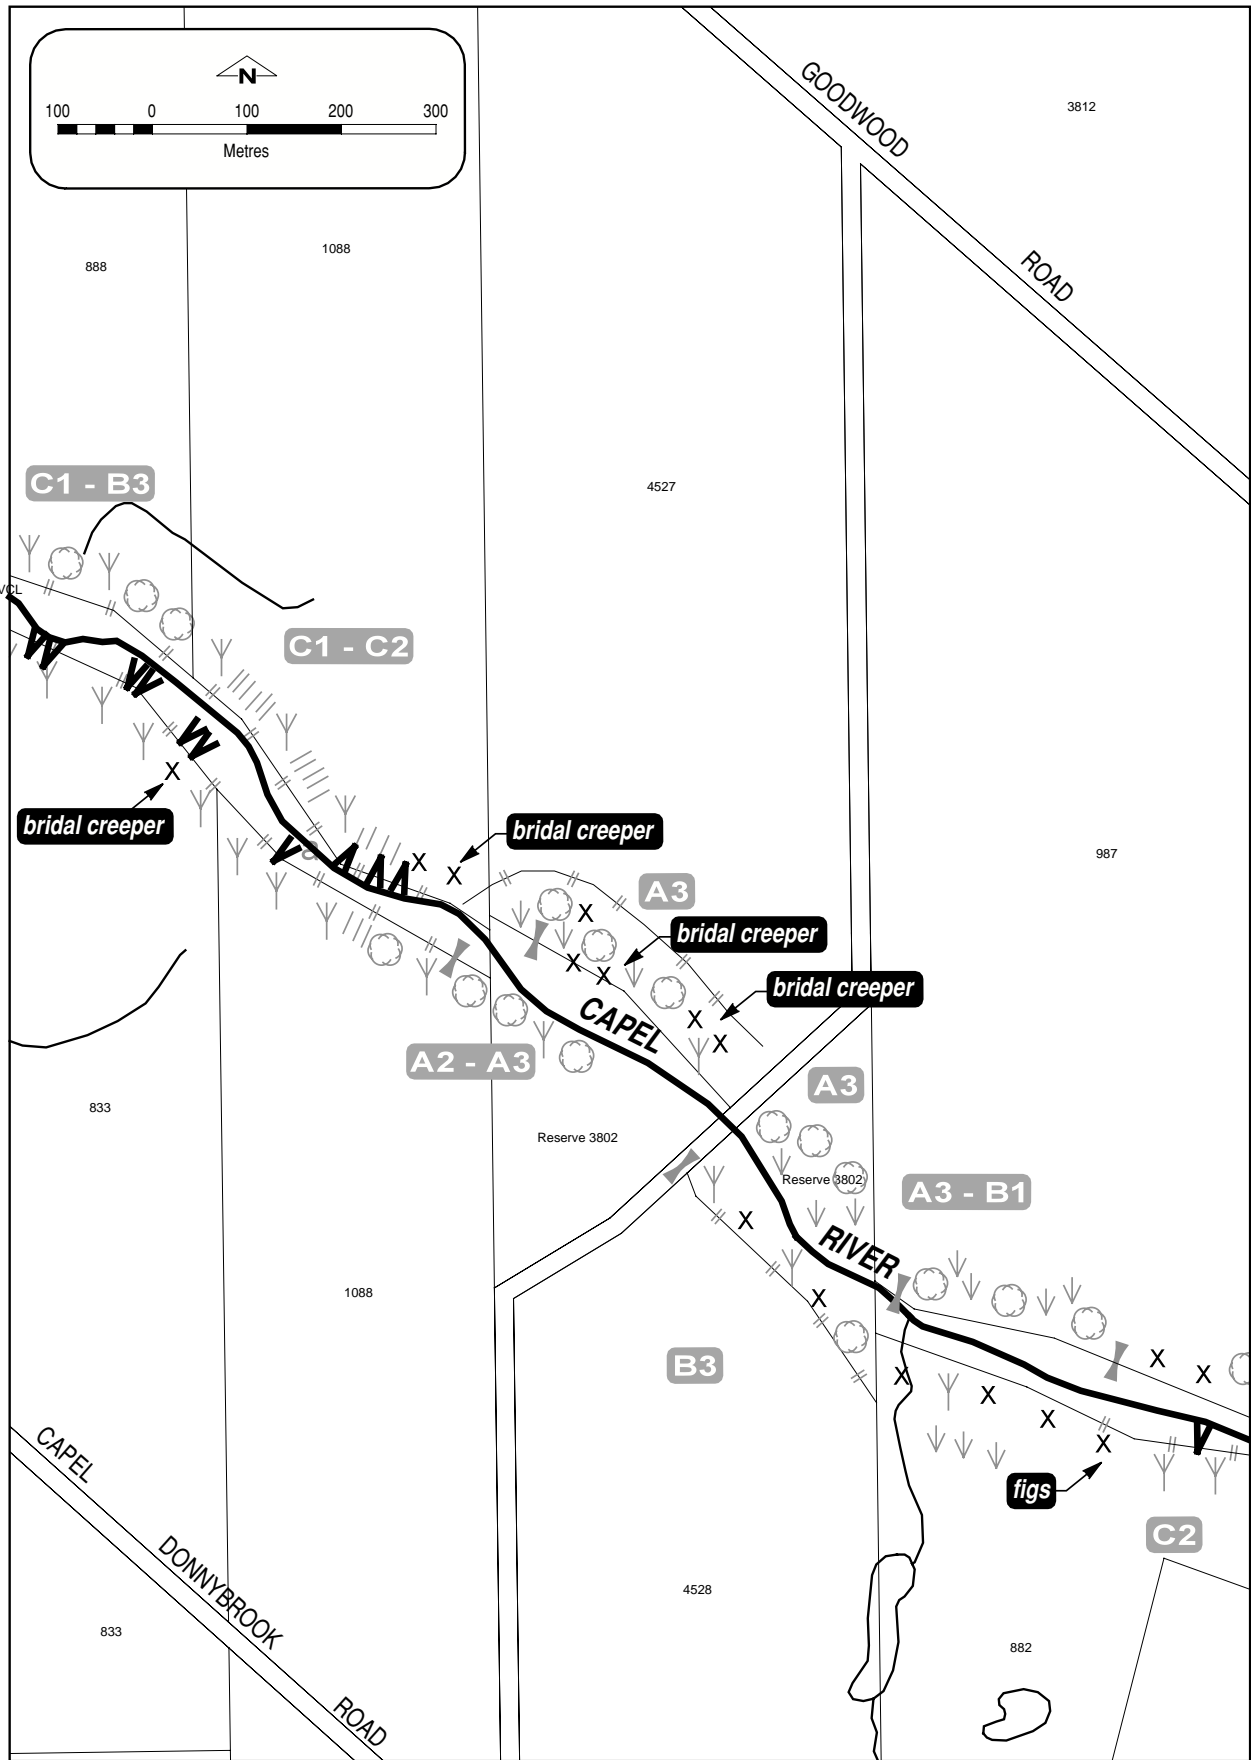 N
100 0 100 200 300
Metres
GOODWOOD
ROAD
3812
1088
888
C1 - B3
4527
VCL
C1 - C2
X
bridal creeper
a
X
X
bridal creeper
987
A3
X
bridal creeper
X
X
bridal creeper
X
X
CAPEL
A2 - A3
A3
833
Reserve 3802
Reserve 3802
A3 - B1
X
RIVER
1088
X
B3
X
X
X
X
X
X
figs
CAPEL
DONNYBROOK
ROAD
C2
4528
833
882